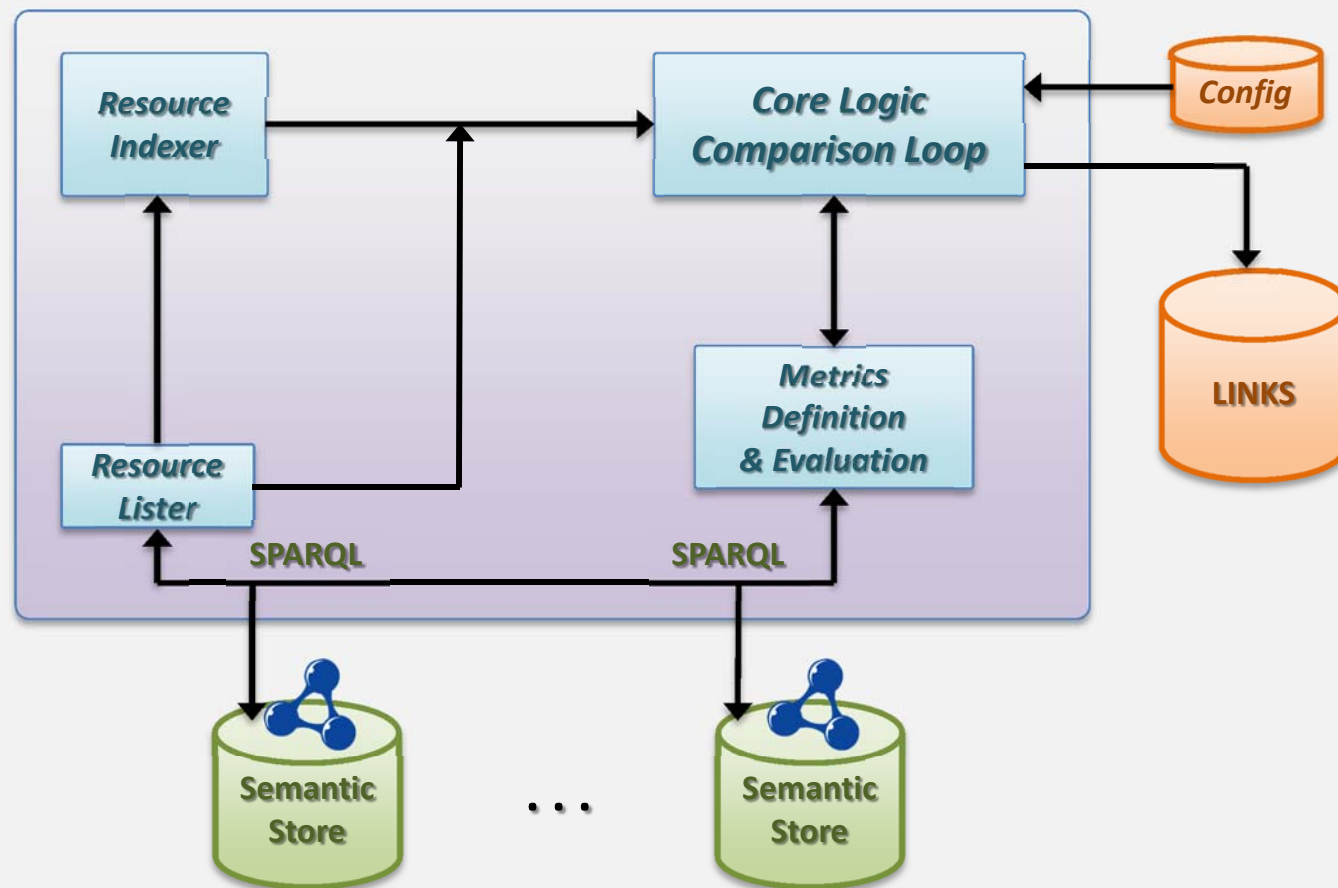 Resource
Indexer
Core Logic
Comparison Loop
Config
LINKS
Metrics
Definition
& Evaluation
Resource
Lister
SPARQL
SPARQL
Semantic
Store
. . .
Semantic
Store